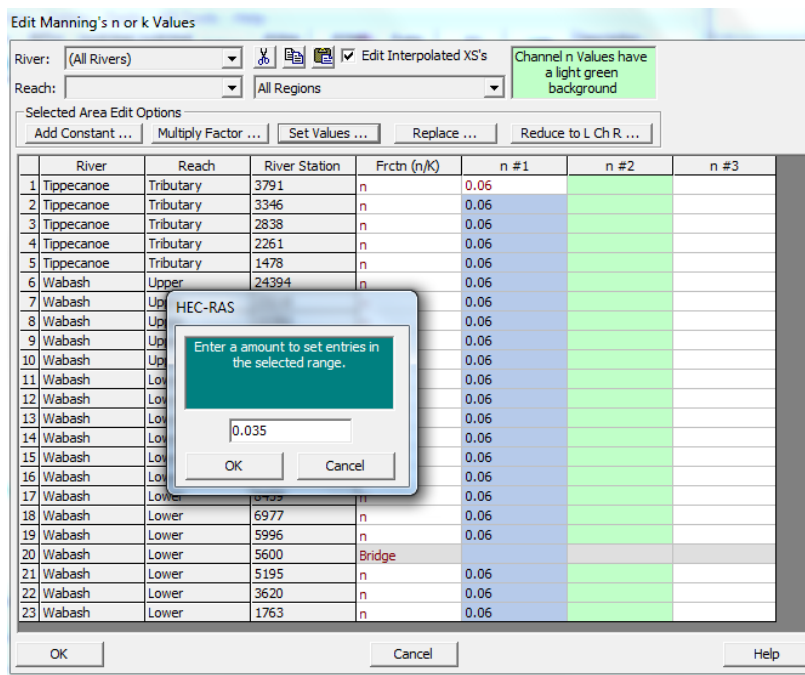 Edit Manning's n or k Values
River: (All Rivers) Edit Interpolated XS's Channel n Values have
a light green
background
Reach: All Regions
Selected Area Edit Options
Add Constant ... Multiply Factor ... Set Values ... Replace ... Reduce to L Ch R ...
River Reach River Station Frctn (n/K) n #1 n #2 n #3
1 Tippecanoe Tributary 3791 n 0.06
2 Tippecanoe Tributary 3346 n 0.06
3 Tippecanoe Tributary 2838 n 0.06
4 Tippecanoe Tributary 2261 n 0.06
5 Tippecanoe Tributary 1478 n 0.06
6 Wabash Upper 24394 n 0.06
7 Wabash 0.06
8 Wabash 0.06
9 Wabash 0.06
10 Wabash 0.06
11 Wabash 0.06
12 Wabash 0.06
13 Wabash 0.06
14 Wabash 0.06
15 Wabash 0.06
16 Wabash 0.06
17 Wabash Lower n 0.06
18 Wabash Lower 6977 n 0.06
19 Wabash Lower 5996 n 0.06
20 Wabash Lower 5600 Bridge
21 Wabash Lower 5195 n 0.06
22 Wabash Lower 3620 n 0.06
23 Wabash Lower 1763 n 0.06
HEC-RAS
Enter a amount to set entries in
the selected range.
0.035
OK Cancel
OK Cancel Help